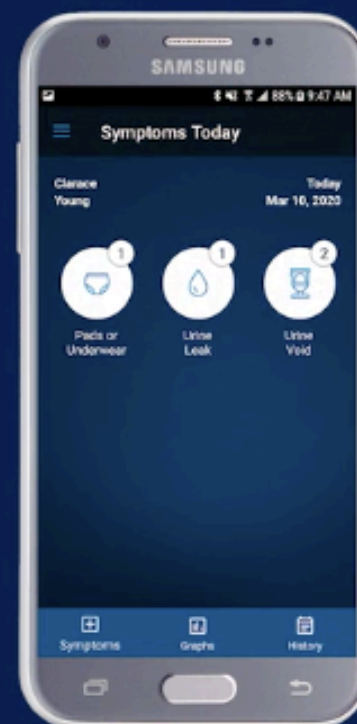 SAMSUNG
88% 9:47 AM
Symptoms Today
Clarace Young
Today
Mar 10, 2020
1
1
2
Pads or Underwear
Urine Leak
Urine Void
Symptoms
Graphs
History